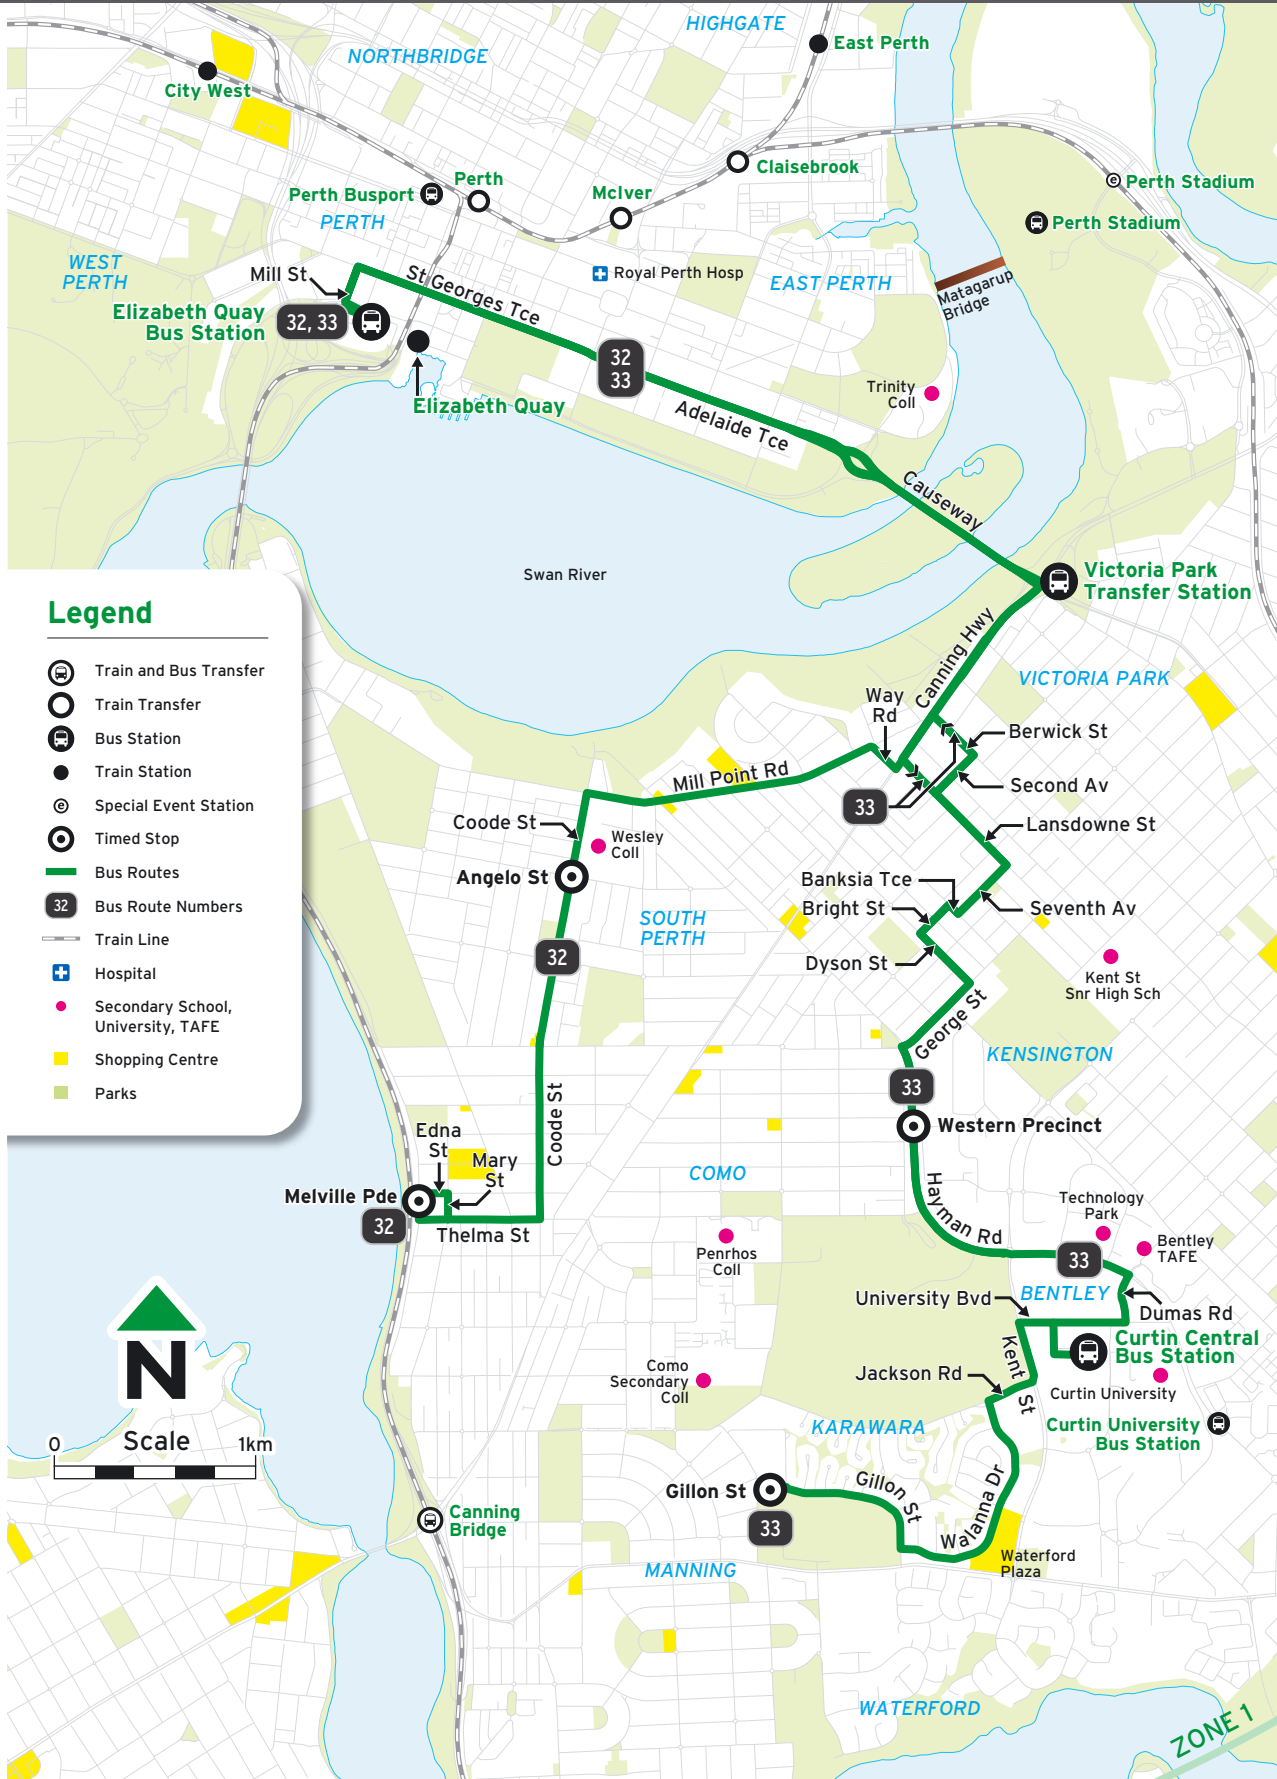 HIGHGATE
East Perth
NORTHBRIDGE
City West
Claisebrook
Perth Stadium
Perth
McIver
Perth Busport
PERTH
Perth Stadium
WEST
PERTH
Mill St
St Georges Tce
Royal Perth Hosp
EAST PERTH
Matagarup
Bridge
Elizabeth Quay
Bus Station
32, 33
32
33
Trinity
Coll
Elizabeth Quay
Adelaide Tce
Causeway
Swan River
Victoria Park
Transfer Station
Legend
Train and Bus Transfer
Train Transfer
Bus Station
Train Station
e
Special Event Station
Timed Stop
Bus Routes
32
Bus Route Numbers
Train Line
Hospital
Secondary School,
University, TAFE
Shopping Centre
Parks
Canning Hwy
VICTORIA PARK
Way
Rd
Berwick St
Mill Point Rd
Second Av
33
Coode St
Lansdowne St
Wesley
Coll
Angelo St
Banksia Tce
Bright St
Seventh Av
SOUTH
PERTH
32
Dyson St
Kent St
Snr High Sch
George St
KENSINGTON
33
Western Precinct
Coode St
Edna
St
Mary
St
COMO
Melville Pde
32
Thelma St
Hayman Rd
Technology
Park
Penrhos
Coll
Bentley
TAFE
33
BENTLEY
University Bvd
Dumas Rd
Curtin Central
Bus Station
Kent St
Como
Secondary
Coll
Jackson Rd
Curtin University
KARAWARA
Curtin University
Bus Station
N
0
Scale
1km
Gillon St
33
Gillon St
Walanna Dr
Canning
Bridge
Waterford
Plaza
MANNING
WATERFORD
ZONE 1
e